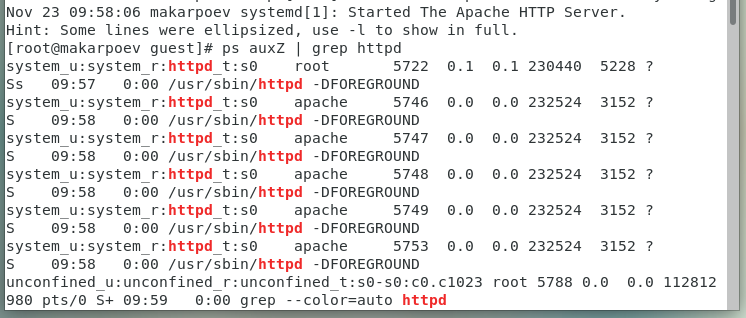 Nov 23 09:58:06 makarpoev systemd[1]: Started The Apache HTTP Server.
Hint: Some lines were ellipsized, use -l to show in full.
[root@makarpoev guest]# ps auxZ | grep httpd
system_u:system_r:httpd_t:s0    root       5722  0.1  0.1 230440  5228 ?
Ss   09:57   0:00 /usr/sbin/httpd -DFOREGROUND
system_u:system_r:httpd_t:s0    apache     5746  0.0  0.0 232524  3152 ?
S    09:58   0:00 /usr/sbin/httpd -DFOREGROUND
system_u:system_r:httpd_t:s0    apache     5747  0.0  0.0 232524  3152 ?
S    09:58   0:00 /usr/sbin/httpd -DFOREGROUND
system_u:system_r:httpd_t:s0    apache     5748  0.0  0.0 232524  3152 ?
S    09:58   0:00 /usr/sbin/httpd -DFOREGROUND
system_u:system_r:httpd_t:s0    apache     5749  0.0  0.0 232524  3152 ?
S    09:58   0:00 /usr/sbin/httpd -DFOREGROUND
system_u:system_r:httpd_t:s0    apache     5753  0.0  0.0 232524  3152 ?
S    09:58   0:00 /usr/sbin/httpd -DFOREGROUND
unconfined_u:unconfined_r:unconfined_t:s0-s0:c0.c1023 root 5788 0.0  0.0 112812
980 pts/0 S+ 09:59   0:00 grep --color=auto httpd